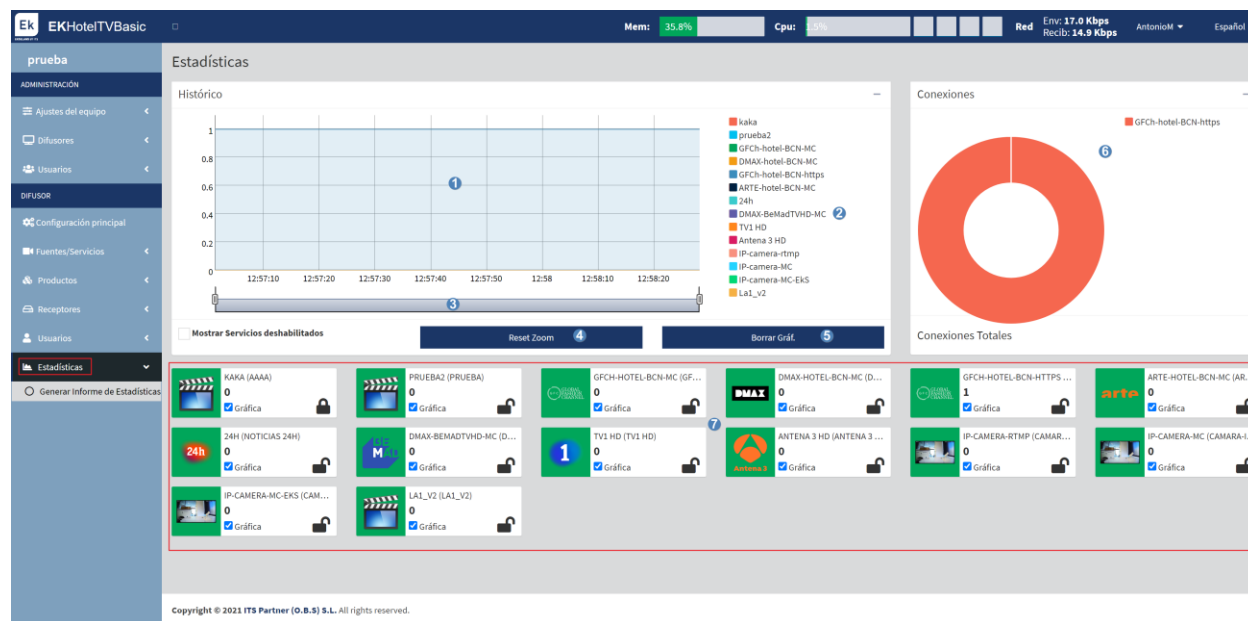 Ek EKHotelTVBasic
Mem: 35.8% Cpu: 1.5% Red Env: 17.0 Kbps AntonioM Español
Recib: 14.9 Kbps
prueba
ADMINISTRACIÓN
Ajustes del equipo
Difusores
Usuarios
DIFUSOR
Configuración principal
Fuentes/Servicios
Productos
Receptores
Usuarios
Estadísticas
Generar Informe de Estadísticas
Estadísticas
Histórico
1
0.8
0.6
0.4
0.2
0
12:57:10 12:57:20 12:57:30 12:57:40 12:57:50 12:58 12:58:10 12:58:20
1
3
kaka
prueba2
GFCh-hotel-BCN-MC
DMAX-hotel-BCN-MC
GFCh-hotel-BCN-https
ARTE-hotel-BCN-MC
24h
DMAX-BeMadTVHD-MC 2
TV1 HD
Antena 3 HD
IP-camera-rtmp
IP-camera-MC
IP-camera-MC-EkS
La1_v2
Mostrar Servicios deshabilitados
Reset Zoom 4
Borrar Gráf. 5
Conexiones
GFCh-hotel-BCN-https
6
Conexiones Totales
KAKA (AAAA)
0
Gráfica
PRUEBA2 (PRUEBA)
0
Gráfica
GFCH-HOTEL-BCN-MC (GF...
0
Gráfica
DMAX
DMAX-HOTEL-BCN-MC (D...
0
Gráfica
GFCH-HOTEL-BCN-HTTPS ...
1
Gráfica
arte
ARTE-HOTEL-BCN-MC (AR...
0
Gráfica
24h
24H (NOTICIAS 24H)
0
Gráfica
DMAX-BEMADTVHD-MC (D...
0
Gráfica
1
TV1 HD (TV1 HD)
0
Gráfica
7
Antena 3
ANTENA 3 HD (ANTENA 3 ...
0
Gráfica
IP-CAMERA-RTMP (CAMAR...
0
Gráfica
IP-CAMERA-MC (CAMARA-I...
0
Gráfica
IP-CAMERA-MC-EKS (CAM...
0
Gráfica
LA1_V2 (LA1_V2)
0
Gráfica
Copyright © 2021 ITS Partner (O.B.S) S.L. All rights reserved.